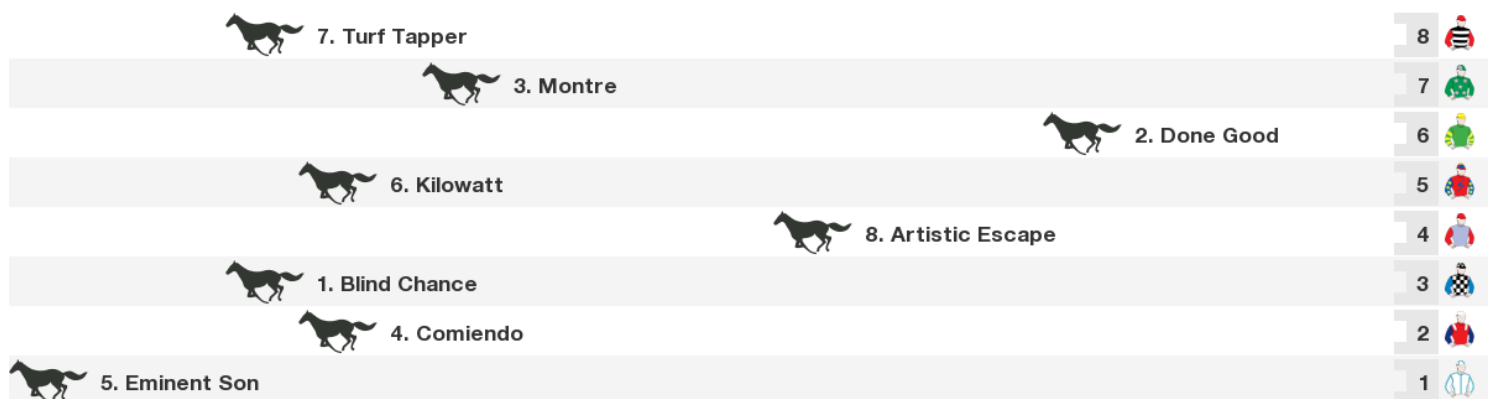 7. Turf Tapper 8
3. Montre 7
2. Done Good 6
6. Kilowatt 5
8. Artistic Escape 4
1. Blind Chance 3
4. Comiendo 2
5. Eminent Son 1